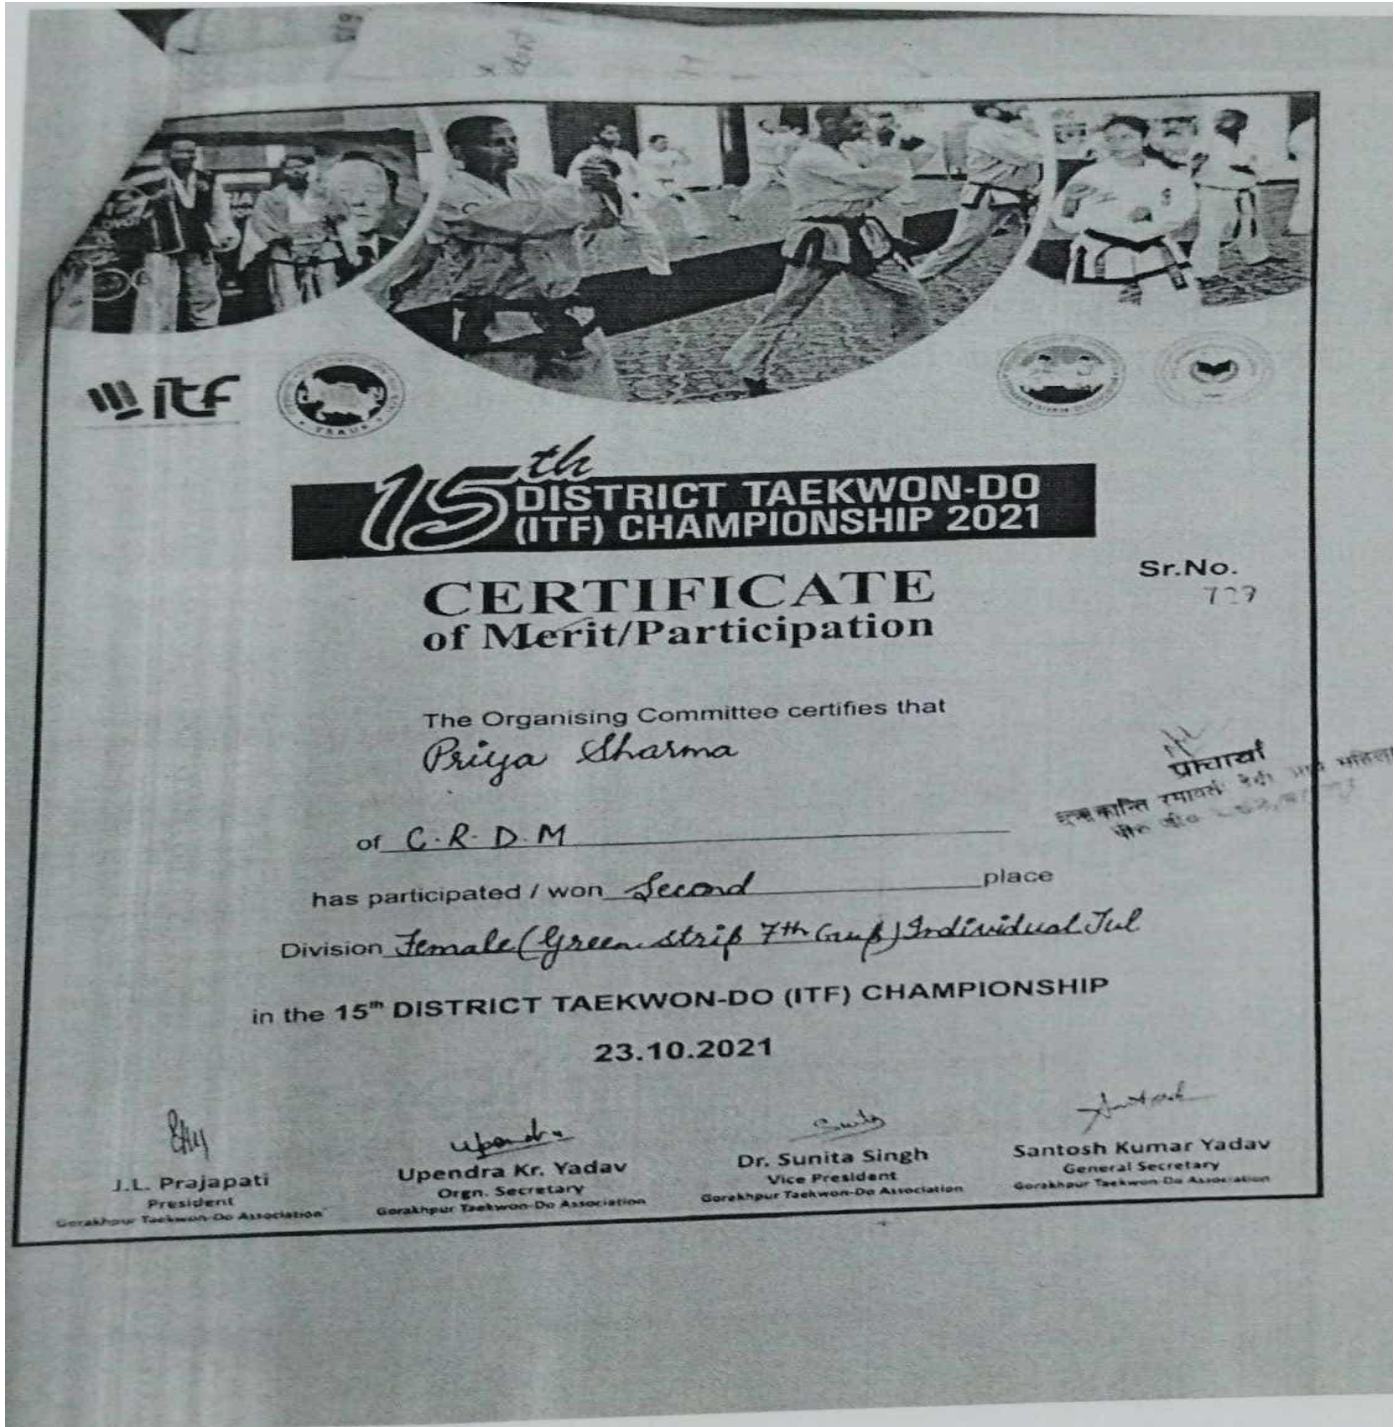 itf
15th
DISTRICT TAEKWON-DO
(ITF) CHAMPIONSHIP 2021
CERTIFICATE
of Merit/Participation
Sr.No.
The Organising Committee certifies that
Priya Sharma
of C.R.D.M
has participated / won Second place
Division Female (Green strip 7th Gup) Individual Tul
in the 15th DISTRICT TAEKWON-DO (ITF) CHAMPIONSHIP
23.10.2021
प्राचार्या
रमावती देवी महिला
J.L. Prajapati
President
Gorakhpur Taekwon-Do Association
Upendra Kr. Yadav
Orgn. Secretary
Gorakhpur Taekwon-Do Association
Dr. Sunita Singh
Vice President
Gorakhpur Taekwon-Do Association
Santosh Kumar Yadav
General Secretary
Gorakhpur Taekwon-Do Association